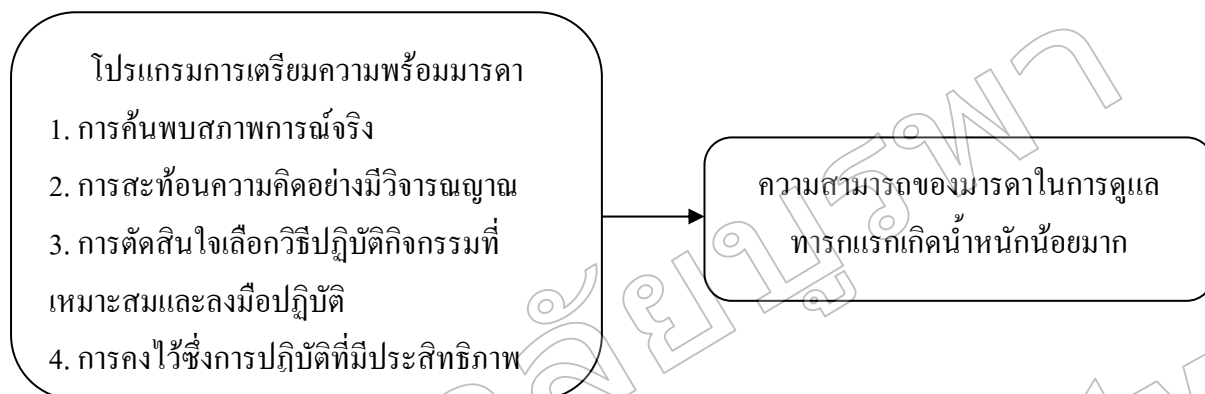 โปรแกรมการเตรียมความพร้อมมารดา
1. การค้นพบสภาพการณ์จริง
2. การสะท้อนความคิดอย่างมีวิจารณญาณ
3. การตัดสินใจเลือกวิธีปฏิบัติกิจกรรมที่
เหมาะสมและลงมือปฏิบัติ
4. การคงไว้ซึ่งการปฏิบัติที่มีประสิทธิภาพ
ความสามารถของมารดาในการดูแล
ทารกแรกเกิดน้ำหนักน้อยมาก